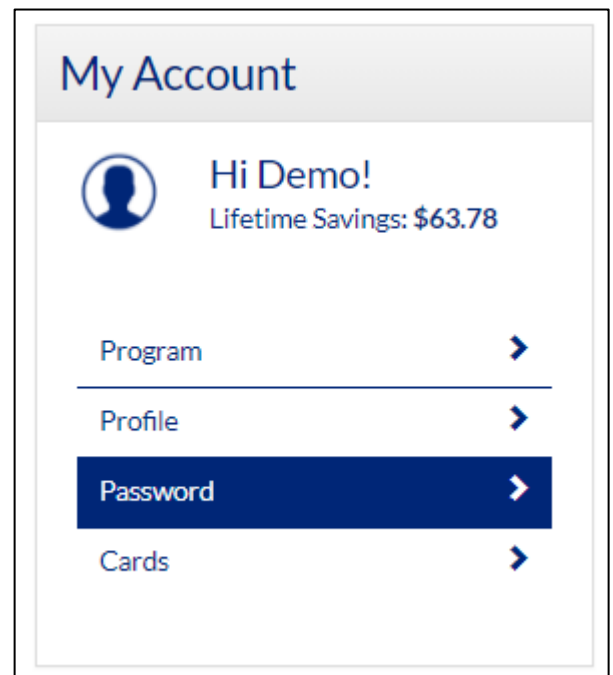 My Account
Hi Demo!
Lifetime Savings: $63.78
Program
Profile
Password
Cards